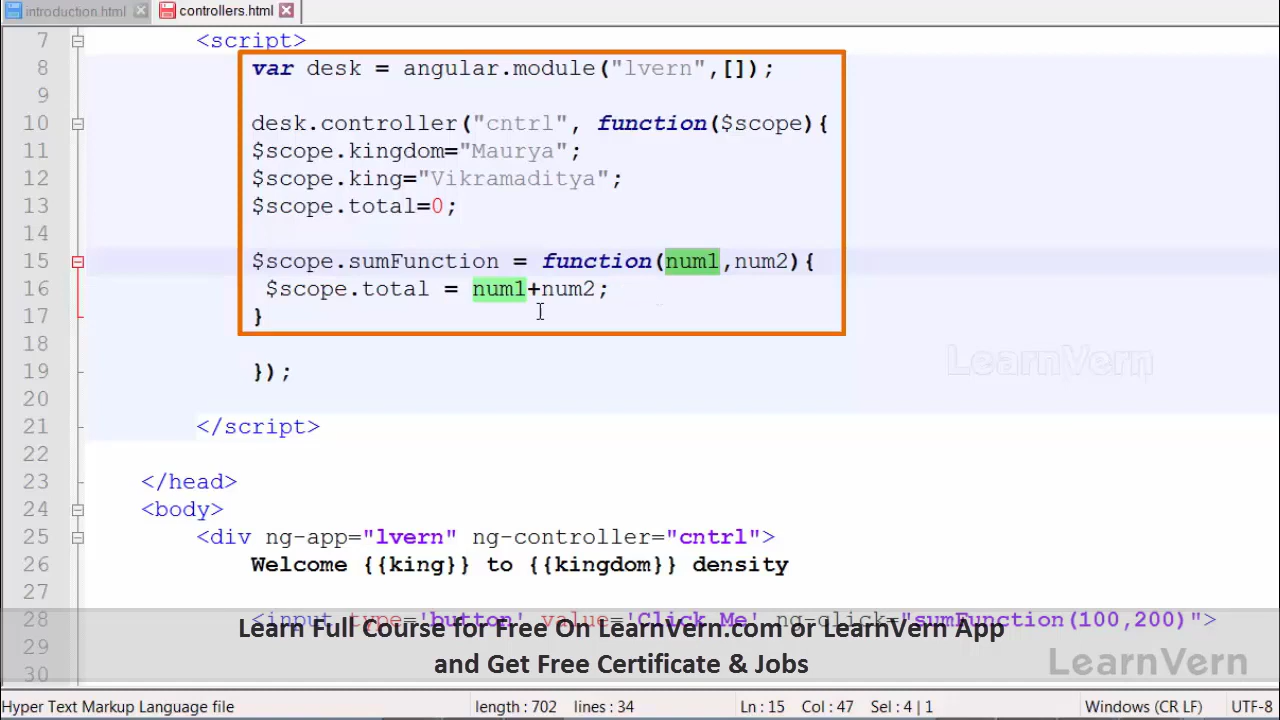 introduction.html controllers.html
7 <script>
8 var desk = angular.module("lvern",[]);
9
10 desk.controller("cntrl", function($scope){
11 $scope.kingdom="Maurya";
12 $scope.king="Vikramaditya";
13 $scope.total=0;
14
15 $scope.sumFunction = function(num1,num2){
16 $scope.total = num1+num2;
17 }
18
19 });
20
21 </script>
22
23 </head>
24 <body>
25 <div ng-app="lvern" ng-controller="cntrl">
26 Welcome {{king}} to {{kingdom}} density
27
28 <input type='button' value='Click Me' ng-click="sumFunction(100,200)">
29
30
LearnVern
Learn Full Course for Free On LearnVern.com or LearnVern App
and Get Free Certificate & Jobs
LearnVern
Hyper Text Markup Language file length : 702 lines : 34 Ln : 15 Col : 47 Sel : 4 | 1 Windows (CR LF) UTF-8